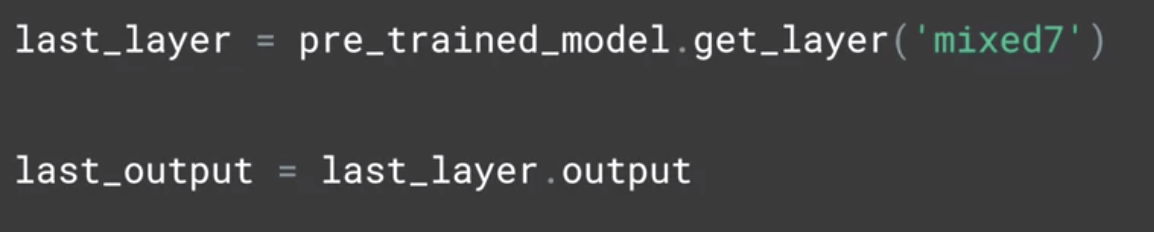 last_layer = pre_trained_model.get_layer('mixed7')
last_output = last_layer.output